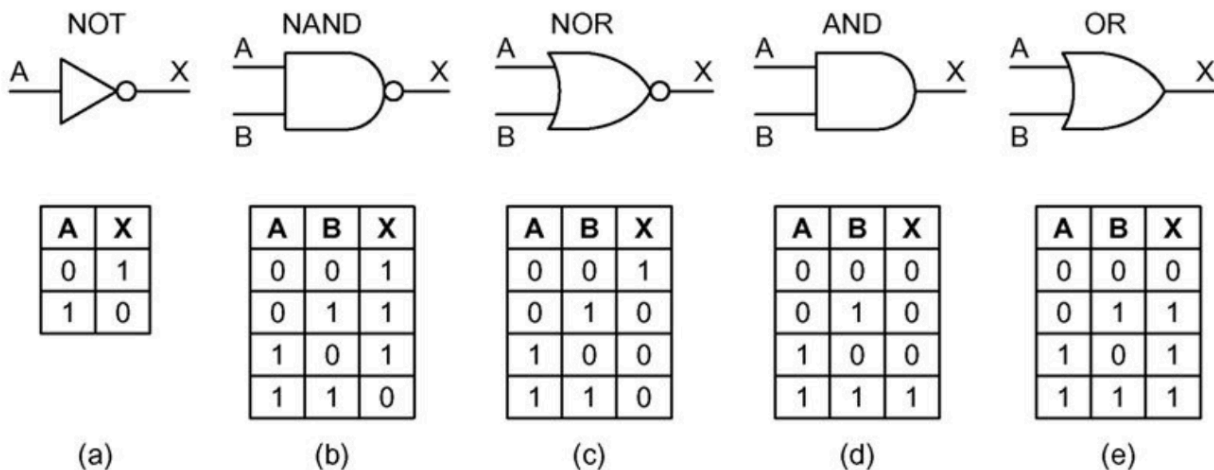 NOT NAND NOR AND OR
A X A B X A B X A B X A B X
A X A B X A B X A B X A B X
0 1 0 0 1 0 0 1 0 0 0 0 0 0
1 0 0 1 1 0 1 0 0 1 0 0 1 1
1 0 1 1 0 0 1 0 0 1 0 1
1 1 0 1 1 0 1 1 1 1 1 1
(a) (b) (c) (d) (e)